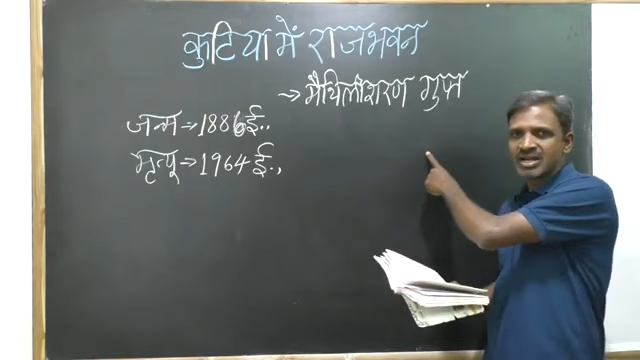 कुटिया में राजभवन
→ मैथिलीशरण गुप्त
जन्म → 1886 ई.,
मृत्यू → 1964 ई.,